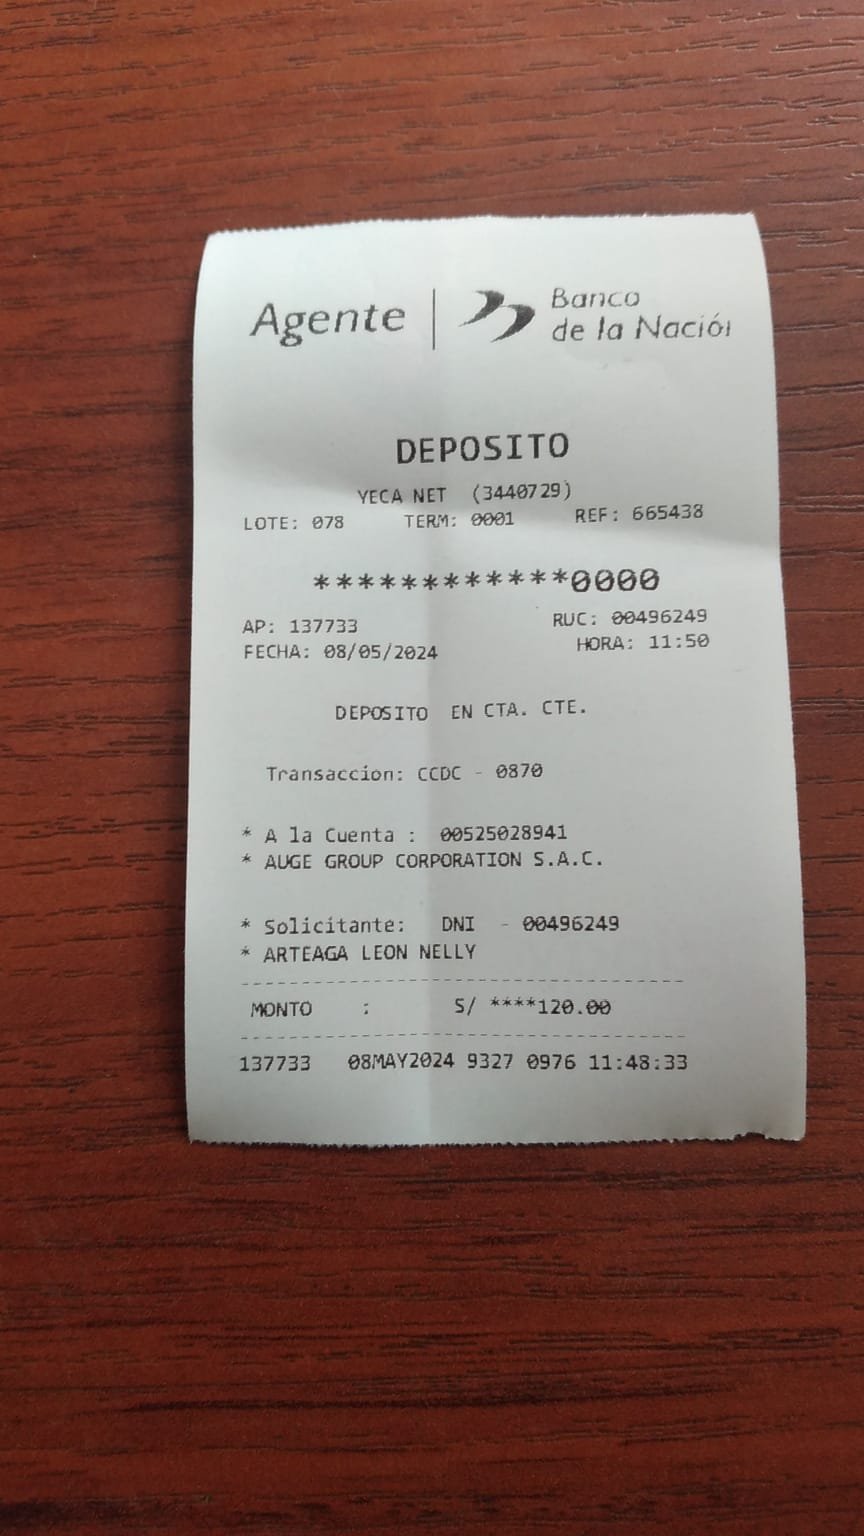 Agente | Banco
de la Nación
DEPOSITO
YECA NET (3440729)
LOTE: 078 TERM: 0001 REF: 665438
************0000
AP: 137733 RUC: 00496249
FECHA: 08/05/2024 HORA: 11:50
DEPOSITO EN CTA. CTE.
Transaccion: CCDC - 0870
* A la Cuenta : 00525028941
* AUGE GROUP CORPORATION S.A.C.
* Solicitante: DNI - 00496249
* ARTEAGA LEON NELLY
MONTO : S/ ****120.00
137733 08MAY2024 9327 0976 11:48:33